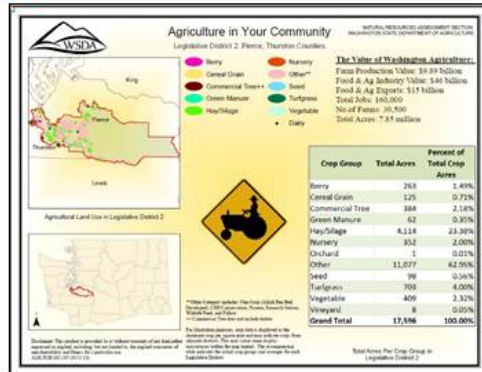 WSDA
Agriculture in Your Community
Legislative District 2: Pierce, Thurston Counties
NATURAL RESOURCES ASSESSMENT SECTION
WASHINGTON STATE DEPARTMENT OF AGRICULTURE
Berry
Cereal Grain
Commercial Tree++
Green Manure
Hay/Silage
Nursery
Other**
Seed
Turfgrass
Vegetable
Dairy
The Value of Washington Agriculture:
Farm Production Value: $9.89 billion
Food & Ag Industry Value: $46 billion
Food & Ag Exports: $15 billion
Total Jobs: 160,000
No of Farms: 39,500
Total Acres: 7.85 million
King
Pierce
Thurston
Lewis
Agricultural Land Use in Legislative District 2
Crop Group Total Acres Percent of Total Crop Acres
Berry 263 1.49%
Cereal Grain 125 0.71%
Commercial Tree 384 2.18%
Green Manure 62 0.35%
Hay/Silage 4,114 23.38%
Nursery 352 2.00%
Orchard 1 0.01%
Other 11,077 62.95%
Seed 98 0.56%
Turfgrass 703 4.00%
Vegetable 409 2.32%
Vineyard 8 0.05%
Grand Total 17,596 100.00%
Total Acres Per Crop Group in
Legislative District 2